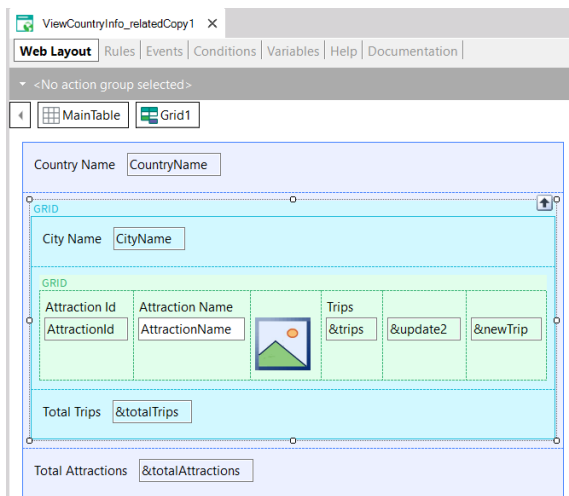 ViewCountryInfo_relatedCopy1 X
Web Layout | Rules | Events | Conditions | Variables | Help | Documentation |
<No action group selected>
MainTable Grid1
Country Name CountryName
GRID
City Name CityName
GRID
Attraction Id Attraction Name Trips
AttractionId AttractionName &trips &update2 &newTrip
Total Trips &totalTrips
Total Attractions &totalAttractions